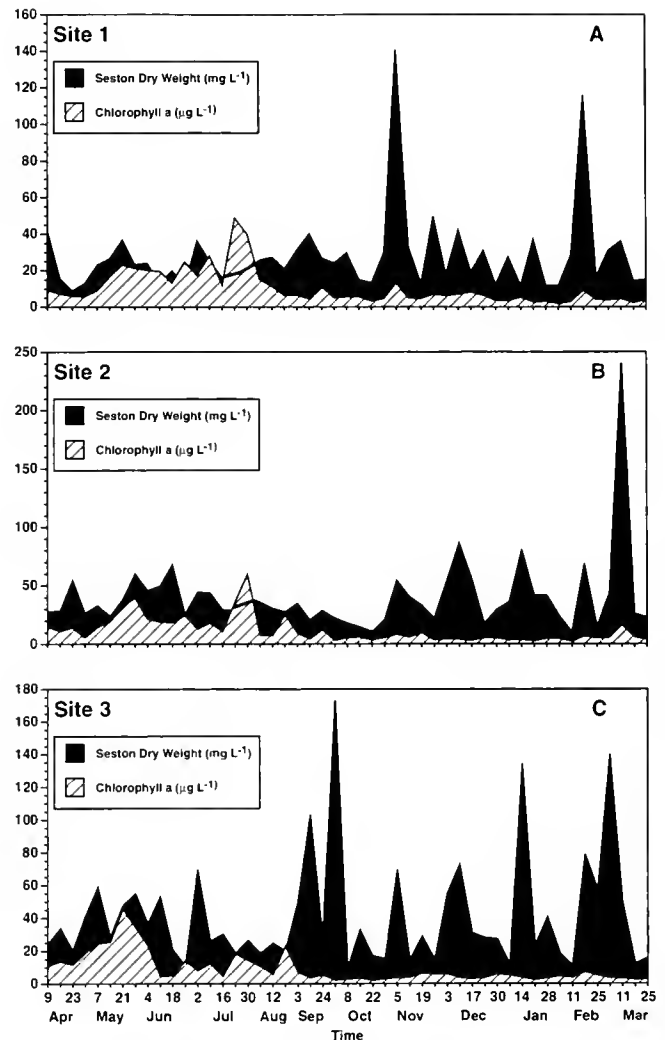 160
Site 1
A
140
Seston Dry Weight (mg L-1)
120
Chlorophyll a (μg L-1)
100
80
60
40
20
0
250
Site 2
B
200
Seston Dry Weight (mg L-1)
Chlorophyll a (μg L-1)
150
100
50
0
180
Site 3
C
160
Seston Dry Weight (mg L-1)
140
Chlorophyll a (μg L-1)
120
100
80
60
40
20
0
9 23 7 21 4 18 2 16 30 12 3 24 8 22 5 19 3 17 30 14 28 11 25 11 25
Apr May Jun Jul Aug Sep Oct Nov Dec Jan Feb Mar
Time